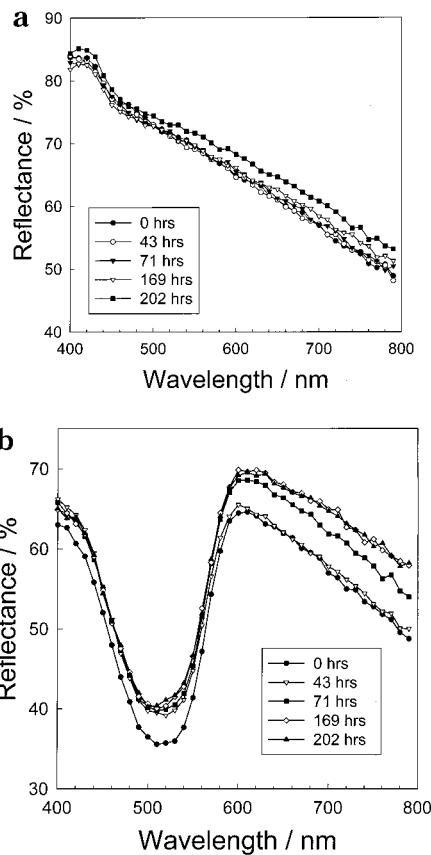 a
90
80
70
60
50
40
Reflectance / %
0 hrs
43 hrs
71 hrs
169 hrs
202 hrs
400 500 600 700 800
Wavelength / nm
b
70
60
50
40
30
Reflectance / %
0 hrs
43 hrs
71 hrs
169 hrs
202 hrs
400 500 600 700 800
Wavelength / nm